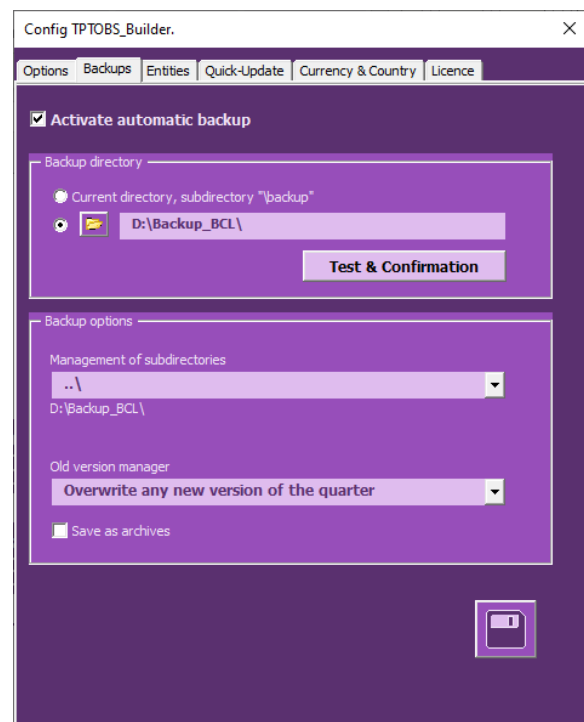 Config TPTOBS_Builder.
Options Backups Entities Quick-Update Currency & Country Licence
Activate automatic backup
Backup directory
Current directory, subdirectory "\backup"
D:\Backup_BCL\
Test & Confirmation
Backup options
Management of subdirectories
..\
D:\Backup_BCL\
Old version manager
Overwrite any new version of the quarter
Save as archives